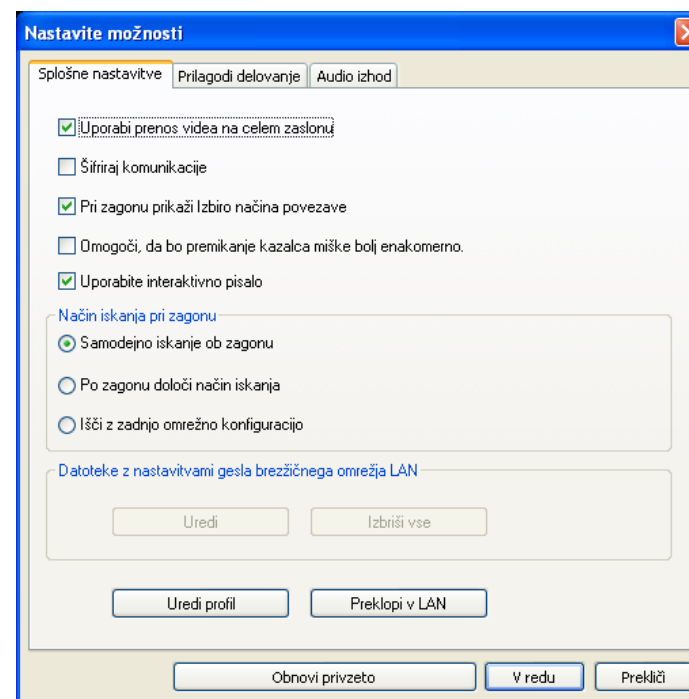 Nastavite možnosti
Splošne nastavitve
Prilagodi delovanje
Audio izhod
Uporabi prenos videa na celem zaslonu
Šifriraj komunikacije
Pri zagonu prikaži Izbiro načina povezave
Omogoči, da bo premikanje kazalca miške bolj enakomerno.
Uporabite interaktivno pisalo
Način iskanja pri zagonu
Samodejno iskanje ob zagonu
Po zagonu določi način iskanja
Išči z zadnjo omrežno konfiguracijo
Datoteke z nastavitvami gesla brezžičnega omrežja LAN
Uredi
Izbriši vse
Uredi profil
Preklopi v LAN
Obnovi privzeto
V redu
Prekliči